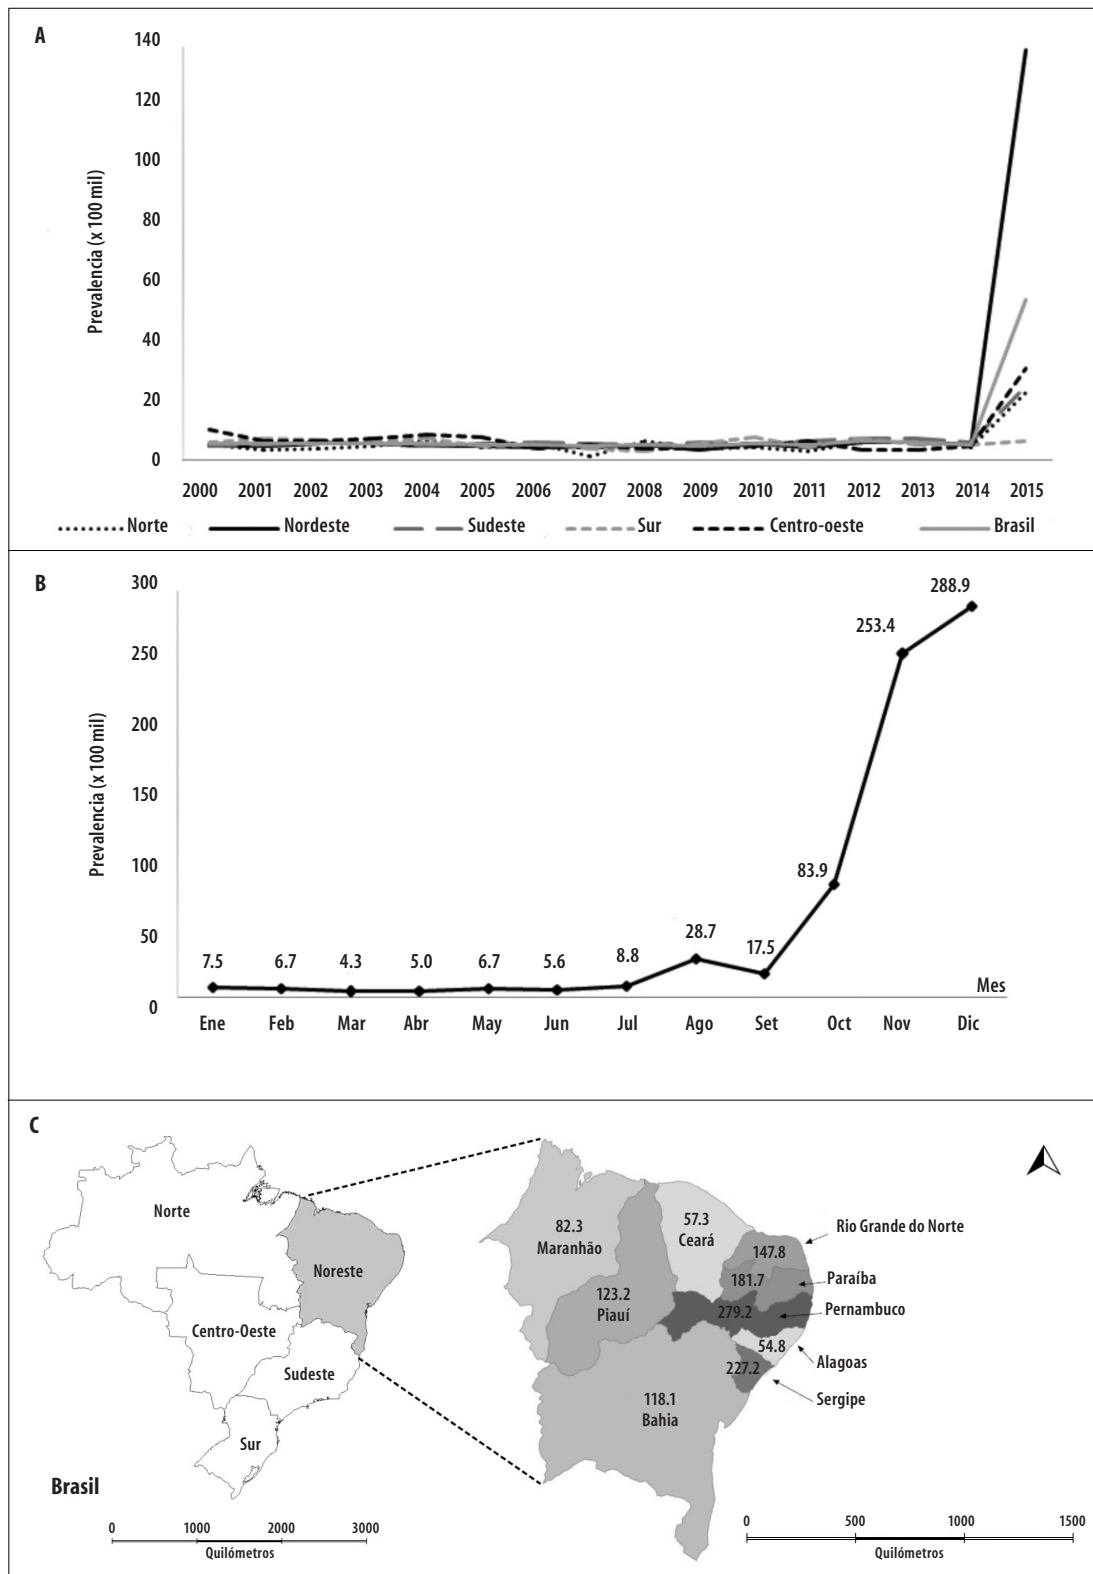 A
140
120
100
80
60
40
20
0
Prevalencia (x 100 mil)
2000 2001 2002 2003 2004 2005 2006 2007 2008 2009 2010 2011 2012 2013 2014 2015
Norte Nordeste Sudeste Sur Centro-oeste Brasil
B
300
250
200
150
100
50
0
Prevalencia (x 100 mil)
7.5 6.7 4.3 5.0 6.7 5.6 8.8 28.7 17.5 83.9 253.4 288.9
Mes
Ene Feb Mar Abr May Jun Jul Ago Set Oct Nov Dic
C
Norte
Noreste
Centro-Oeste
Sudeste
Sur
Brasil
0 1000 2000 3000
Quilómetros
82.3
Maranhão
57.3
Ceará
123.2
Piauí
147.8
Rio Grande do Norte
181.7
Paraíba
279.2
Pernambuco
54.8
Alagoas
227.2
Sergipe
118.1
Bahia
0 500 1000 1500
Quilómetros